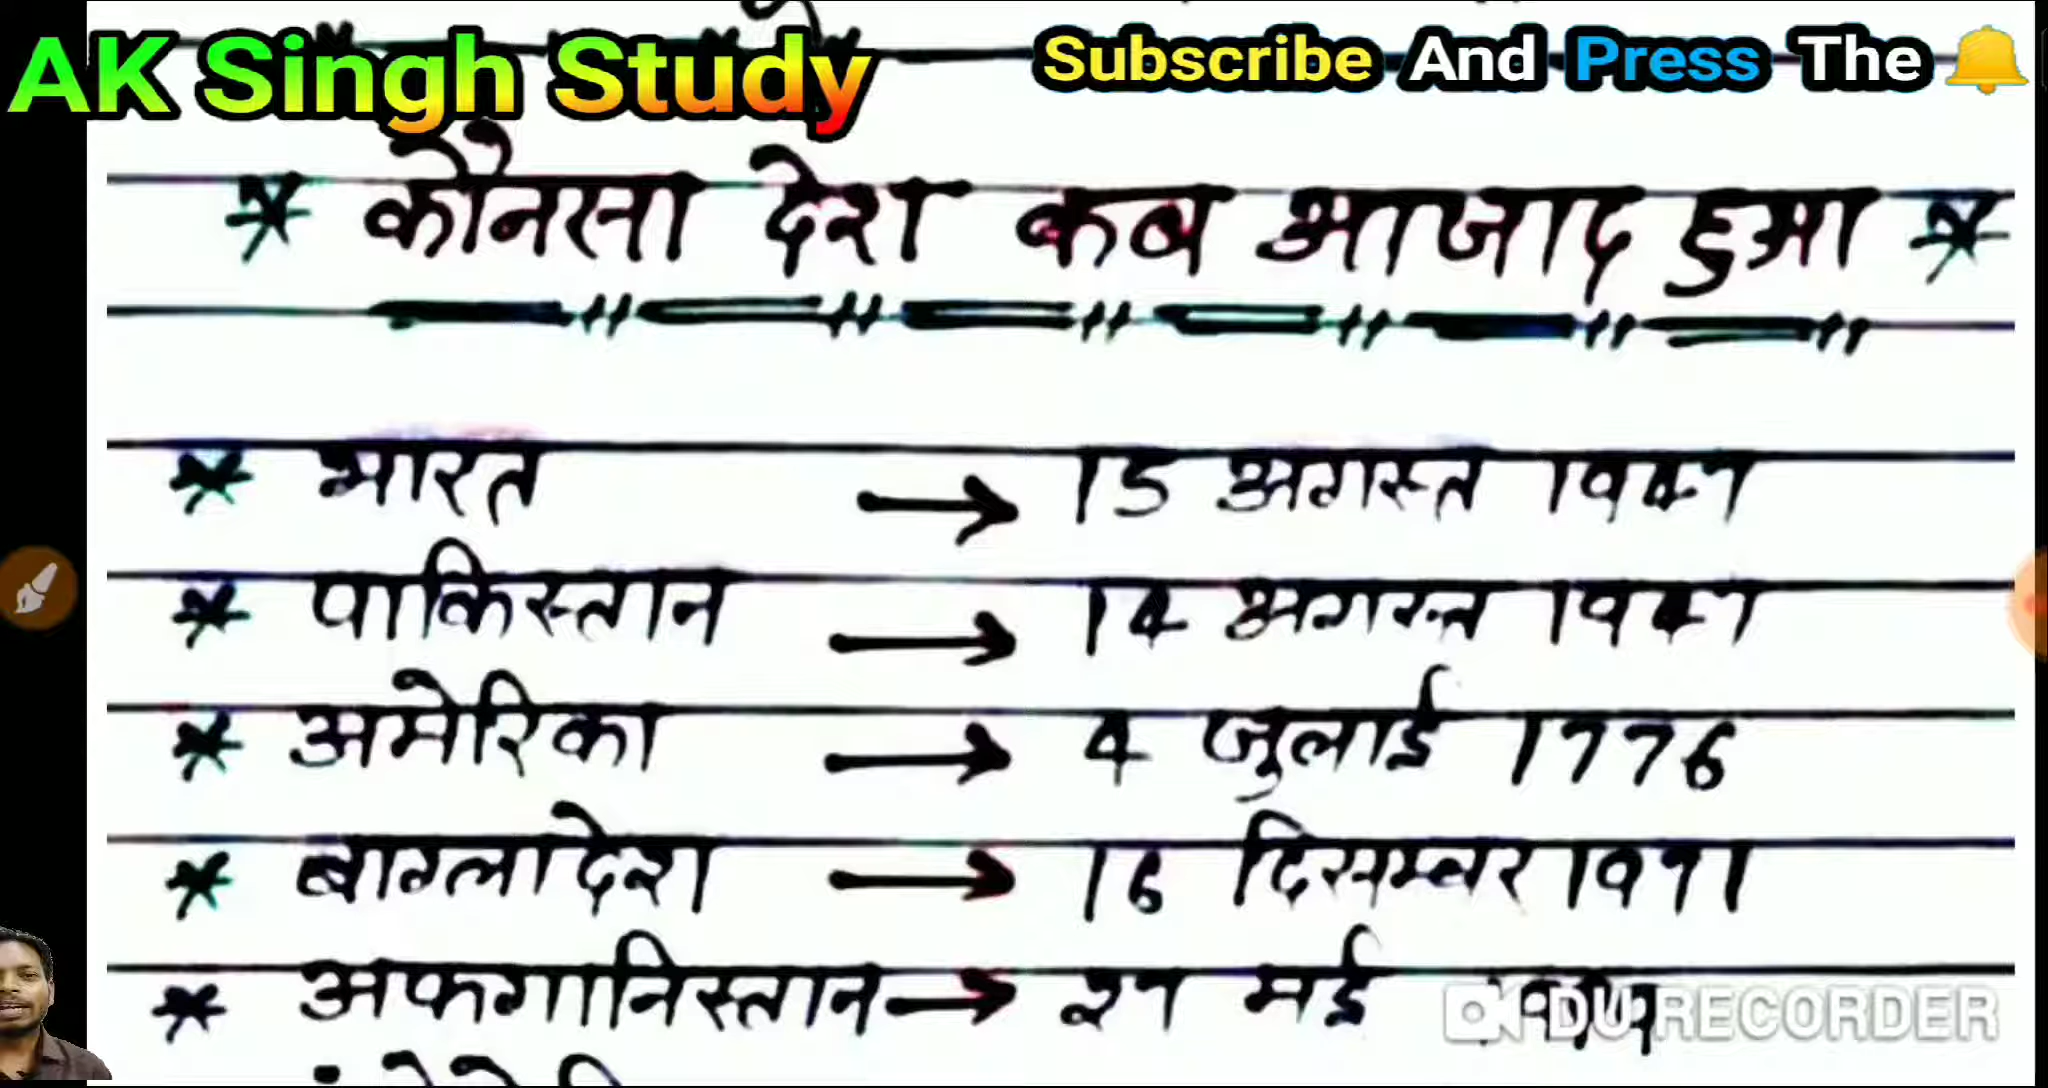 AK Singh Study Subscribe And Press The 🔔
* कौनसा देश कब आजाद हुआ *
* भारत → 15 अगस्त 1947
* पाकिस्तान → 14 अगस्त 1947
* अमेरिका → 4 जुलाई 1776
* बाग्लादेश → 16 दिसम्बर 1971
* अफगानिस्तान → 27 मई
DU RECORDER